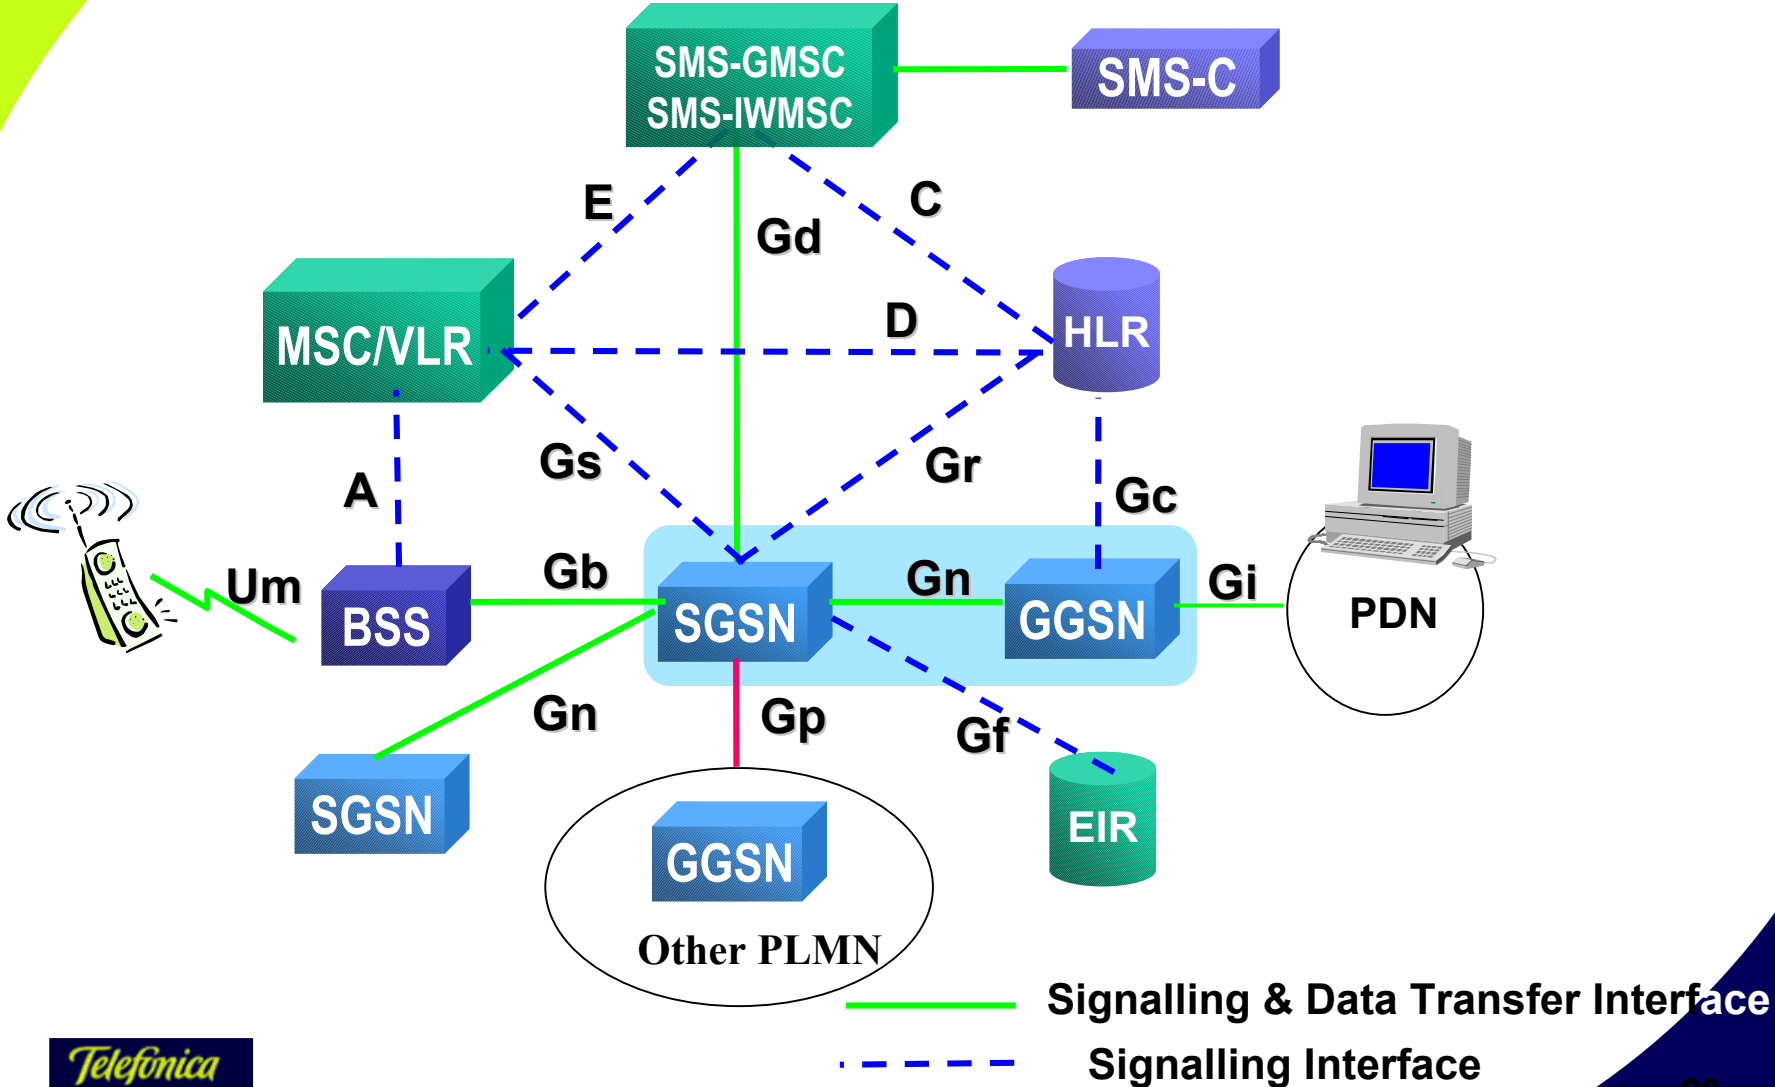 SMS-GMSC
SMS-IWMSC
SMS-C
E
C
Gd
MSC/VLR
D
HLR
A
Gs
Gr
Gc
Um
BSS
Gb
SGSN
Gn
GGSN
Gi
PDN
Gn
Gp
Gf
SGSN
GGSN
EIR
Other PLMN
Signalling & Data Transfer Interface
Signalling Interface
Telefónica